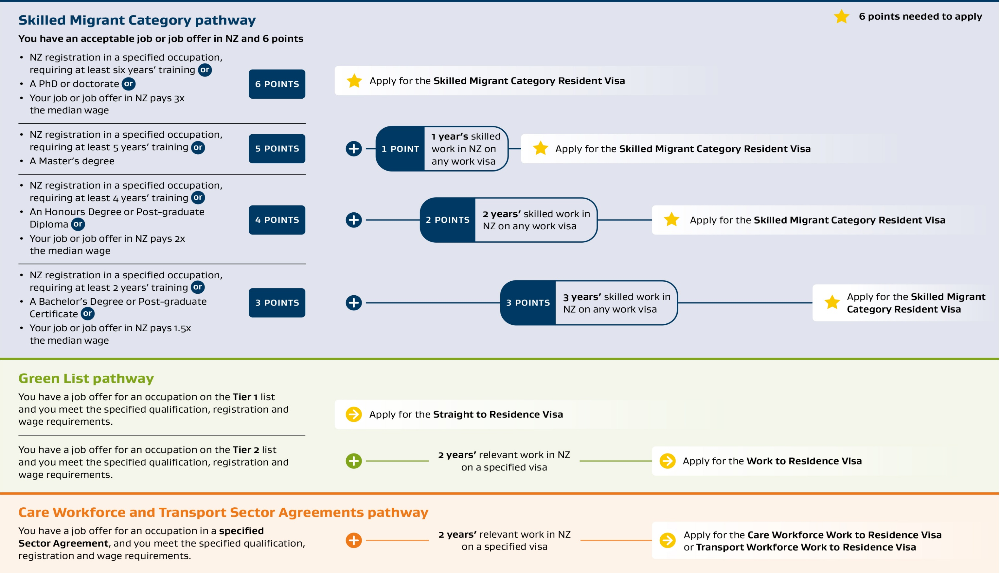 Skilled Migrant Category pathway
6 points needed to apply
You have an acceptable job or job offer in NZ and 6 points
• NZ registration in a specified occupation,
requiring at least six years’ training or
• A PhD or doctorate or
• Your job or job offer in NZ pays 3x
the median wage
6 POINTS
Apply for the Skilled Migrant Category Resident Visa
• NZ registration in a specified occupation,
requiring at least 5 years’ training or
• A Master’s degree
5 POINTS
+
1 POINT
1 year’s skilled
work in NZ on
any work visa
Apply for the Skilled Migrant Category Resident Visa
• NZ registration in a specified occupation,
requiring at least 4 years’ training or
• An Honours Degree or Post-graduate
Diploma or
• Your job or job offer in NZ pays 2x
the median wage
4 POINTS
+
2 POINTS
2 years’ skilled work in
NZ on any work visa
Apply for the Skilled Migrant Category Resident Visa
• NZ registration in a specified occupation,
requiring at least 2 years’ training or
• A Bachelor’s Degree or Post-graduate
Certificate or
• Your job or job offer in NZ pays 1.5x
the median wage
3 POINTS
+
3 POINTS
3 years’ skilled work in
NZ on any work visa
Apply for the Skilled Migrant
Category Resident Visa
Green List pathway
You have a job offer for an occupation on the Tier 1 list
and you meet the specified qualification, registration and
wage requirements.
Apply for the Straight to Residence Visa
You have a job offer for an occupation on the Tier 2 list
and you meet the specified qualification, registration and
wage requirements.
+
2 years’ relevant work in NZ
on a specified visa
Apply for the Work to Residence Visa
Care Workforce and Transport Sector Agreements pathway
You have a job offer for an occupation in a specified
Sector Agreement, and you meet the specified qualification,
registration and wage requirements.
+
2 years’ relevant work in NZ
on a specified visa
Apply for the Care Workforce Work to Residence Visa
or Transport Workforce Work to Residence Visa